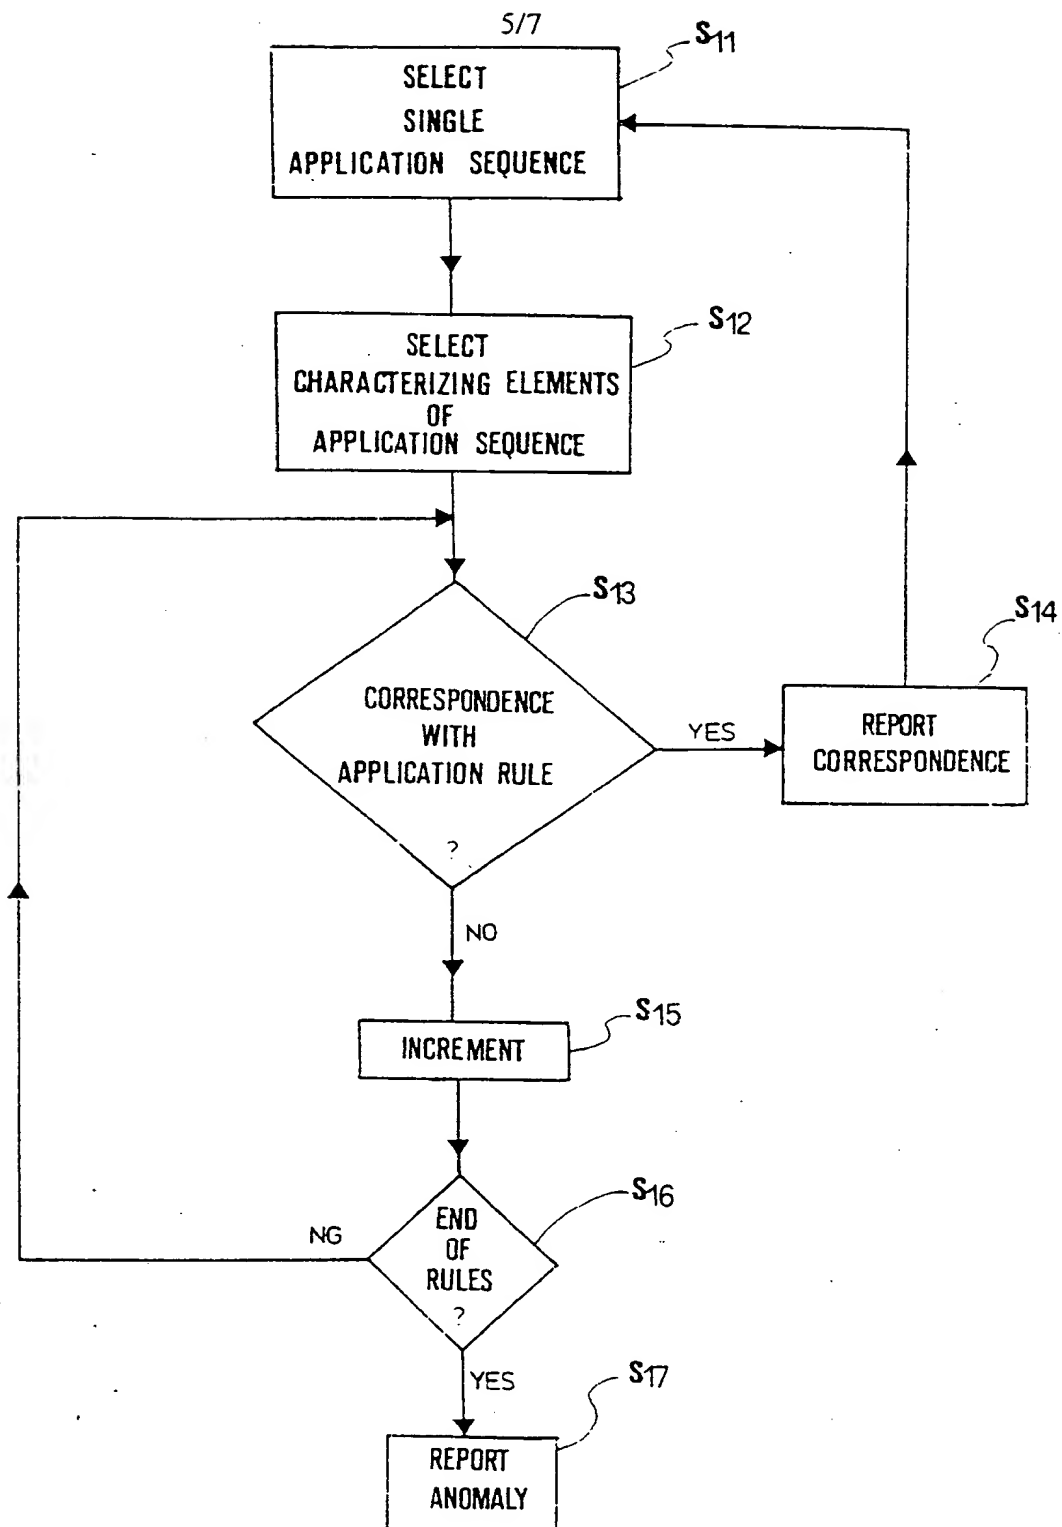 5/7
S11
SELECT
SINGLE
APPLICATION SEQUENCE
S12
SELECT
CHARACTERIZING ELEMENTS
OF
APPLICATION SEQUENCE
S13
CORRESPONDENCE
WITH
APPLICATION RULE
?
YES
S14
REPORT
CORRESPONDENCE
NO
S15
INCREMENT
S16
END
OF
RULES
?
NG
YES
S17
REPORT
ANOMALY